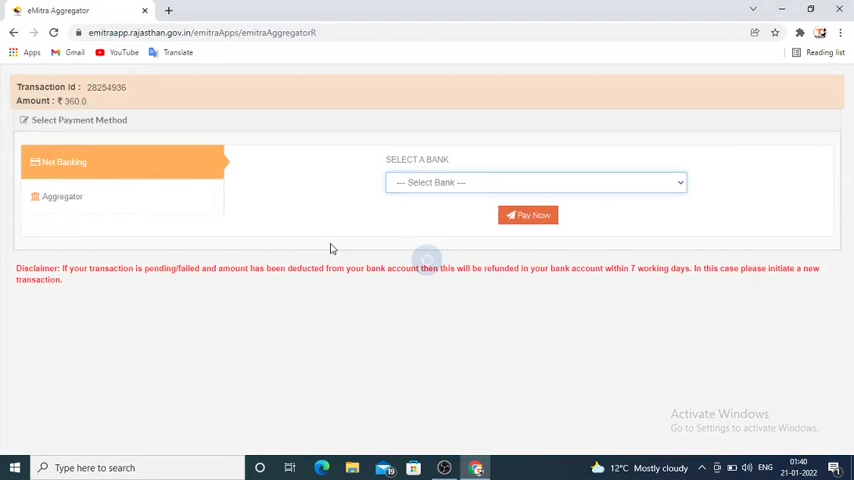 eMitra Aggregator
emitraapp.rajasthan.gov.in/emitraApps/emitraAggregatorR
Apps Gmail YouTube Translate Reading list
Transaction Id : 28254936
Amount : ₹ 360.0
Select Payment Method
Net Banking
SELECT A BANK
--- Select Bank ---
Aggregator
Pay Now
Disclaimer: If your transaction is pending/failed and amount has been deducted from your bank account then this will be refunded in your bank account within 7 working days. In this case please initiate a new
transaction.
Activate Windows
Go to Settings to activate Windows.
Type here to search
19
12°C Mostly cloudy
ENG
01:40
21-01-2022
1